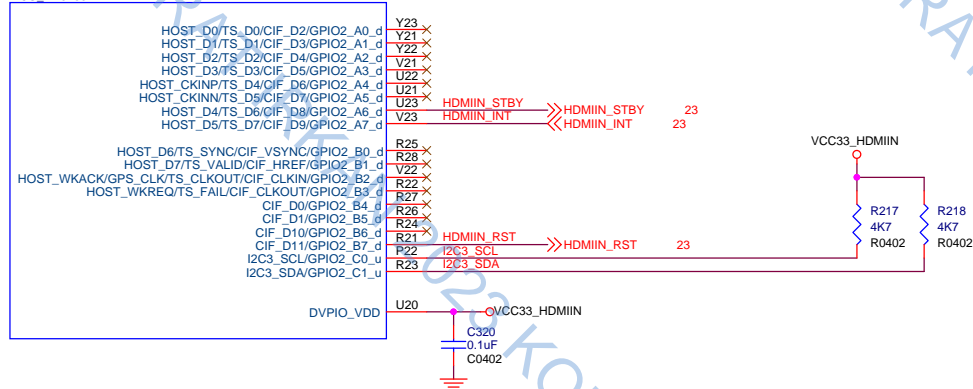 HOST_D0/TS_D0/CIF_D2/GPIO2_A0_d Y23
HOST_D1/TS_D1/CIF_D3/GPIO2_A1_d Y21
HOST_D2/TS_D2/CIF_D4/GPIO2_A2_d Y22
HOST_D3/TS_D3/CIF_D5/GPIO2_A3_d V21
HOST_CKINP/TS_D4/CIF_D6/GPIO2_A4_d U22
HOST_CKINN/TS_D5/CIF_D7/GPIO2_A5_d U21
HOST_D4/TS_D6/CIF_D8/GPIO2_A6_d U23 HDMIIN_STBY HDMIIN_STBY 23
HOST_D5/TS_D7/CIF_D9/GPIO2_A7_d V23 HDMIIN_INT HDMIIN_INT 23
HOST_D6/TS_SYNC/CIF_VSYNC/GPIO2_B0_d R25
HOST_D7/TS_VALID/CIF_HREF/GPIO2_B1_d R28
HOST_WKACK/GPS_CLK/TS_CLKOUT/CIF_CLKIN/GPIO2_B2_d V22
HOST_WKREQ/TS_FAIL/CIF_CLKOUT/GPIO2_B3_d R22
CIF_D0/GPIO2_B4_d R27
CIF_D1/GPIO2_B5_d R26
CIF_D10/GPIO2_B6_d R24
CIF_D11/GPIO2_B7_d R21 HDMIIN_RST HDMIIN_RST 23
I2C3_SCL/GPIO2_C0_u P22 I2C3_SCL
I2C3_SDA/GPIO2_C1_u R23 I2C3_SDA
VCC33_HDMIIN
R217 R218
4K7 4K7
R0402 R0402
DVPIO_VDD U20 VCC33_HDMIIN
C320
0.1uF
C0402